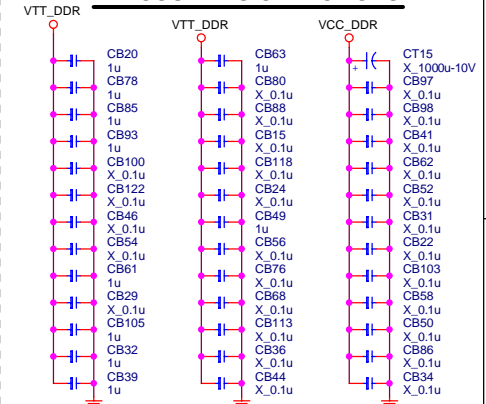 VTT_DDR
CB20
1u
CB78
1u
CB85
1u
CB93
1u
CB100
X_0.1u
CB122
X_0.1u
CB46
X_0.1u
CB54
X_0.1u
CB61
1u
CB29
X_0.1u
CB105
1u
CB32
1u
CB39
1u
VTT_DDR
CB63
1u
CB80
X_0.1u
CB88
X_0.1u
CB15
X_0.1u
CB118
X_0.1u
CB24
X_0.1u
CB49
1u
CB56
X_0.1u
CB76
X_0.1u
CB68
X_0.1u
CB113
X_0.1u
CB36
X_0.1u
CB44
X_0.1u
VCC_DDR
+
CT15
X_1000u-10V
CB97
X_0.1u
CB98
X_0.1u
CB41
X_0.1u
CB62
X_0.1u
CB52
X_0.1u
CB31
X_0.1u
CB22
X_0.1u
CB103
X_0.1u
CB58
X_0.1u
CB50
X_0.1u
CB86
X_0.1u
CB34
X_0.1u